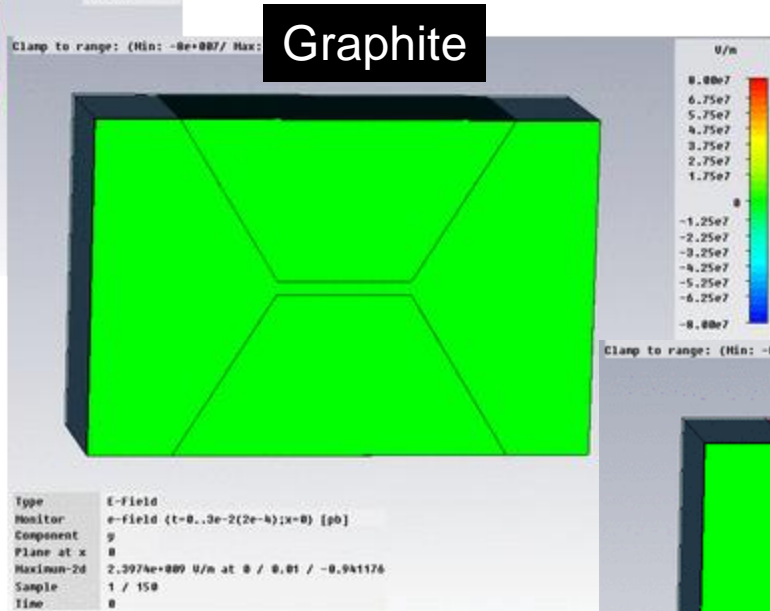 Graphite
Clamp to range: (Min: -8e+007/ Max:
V/m
8.00e7
6.75e7
5.75e7
4.75e7
3.75e7
2.75e7
1.75e7
0
-1.25e7
-2.25e7
-3.25e7
-4.25e7
-5.25e7
-6.25e7
-8.00e7
Clamp to range: (Min: -8
Type E-Field
Monitor e-field (t=0..3e-2(2e-4);x=0) [pb]
Component y
Plane at x 0
Maximum-2d 2.3974e+009 V/m at 0 / 0.01 / -0.941176
Sample 1 / 150
Time 0